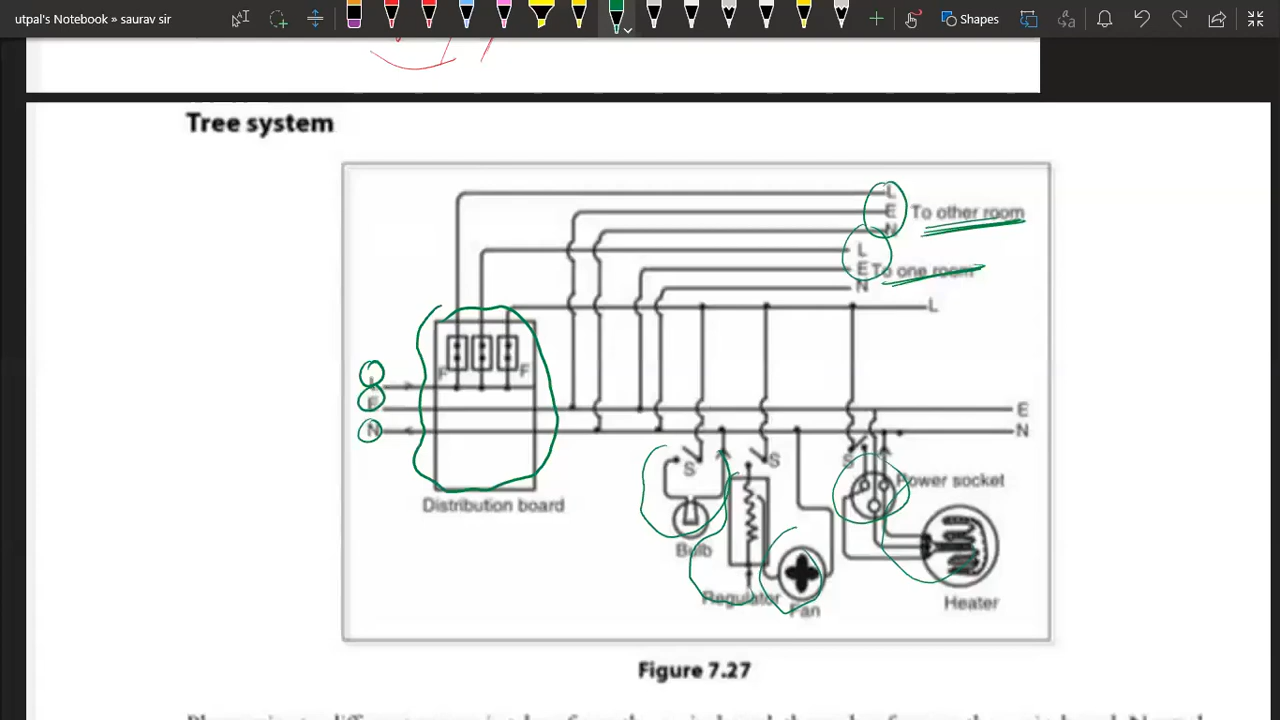 utpal's Notebook » saurav sir
Shapes
Tree system
L
E To other room
N
L
E To one room
N
L
F F
L
E
N
E
N
S
S
S
Power socket
Distribution board
Bulb
Regulator
Fan
Heater
Figure 7.27